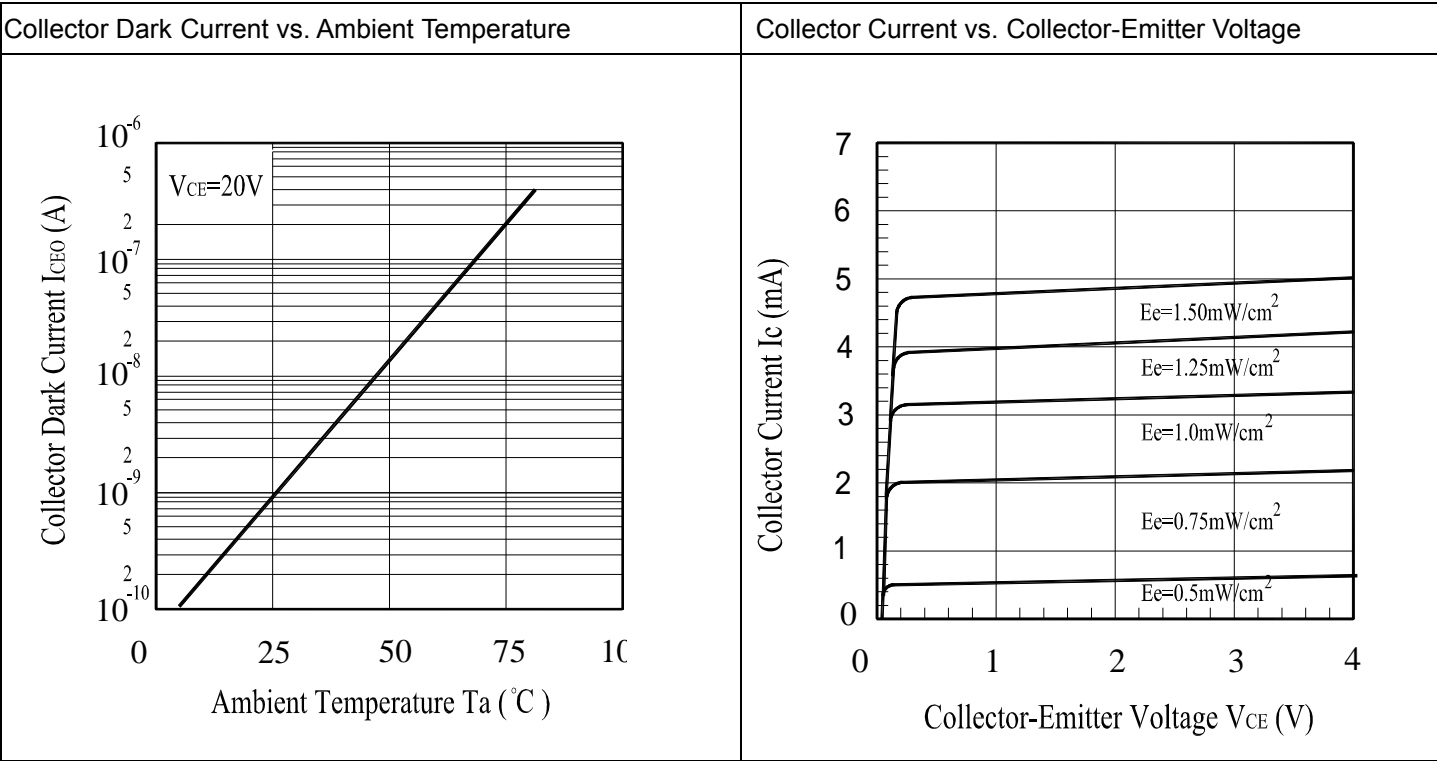 Collector Dark Current vs. Ambient Temperature
Collector Current vs. Collector-Emitter Voltage
10⁻⁶
5
2
10⁻⁷
5
2
10⁻⁸
5
2
10⁻⁹
5
2
10⁻¹⁰
VCE=20V
Collector Dark Current ICEO (A)
0 25 50 75 10
Ambient Temperature Ta (℃)
7
6
5
4
3
2
1
0
Collector Current Ic (mA)
Ee=1.50mW/cm²
Ee=1.25mW/cm²
Ee=1.0mW/cm²
Ee=0.75mW/cm²
Ee=0.5mW/cm²
0 1 2 3 4
Collector-Emitter Voltage VCE (V)